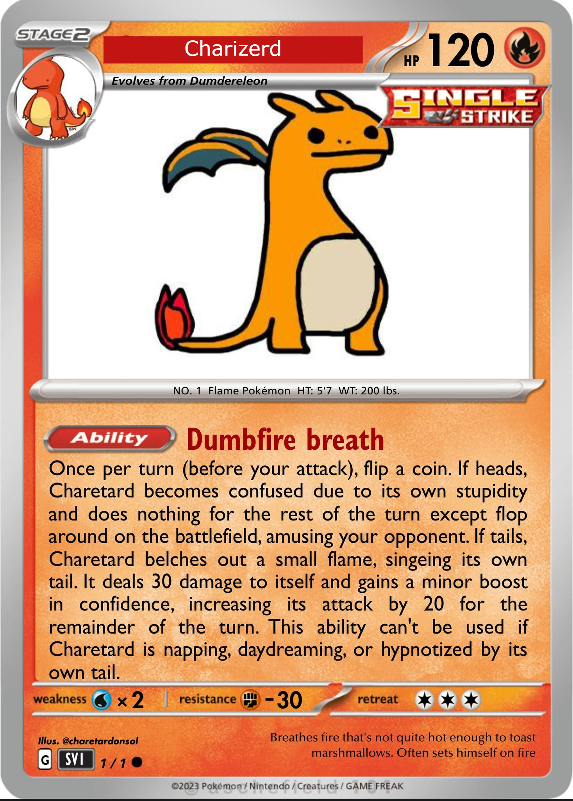 STAGE2
Charizerd
HP 120
Evolves from Dumdereleon
SINGLE
STRIKE
NO. 1 Flame Pokémon HT: 5'7 WT: 200 lbs.
Ability Dumbfire breath
Once per turn (before your attack), flip a coin. If heads,
Charetard becomes confused due to its own stupidity
and does nothing for the rest of the turn except flop
around on the battlefield, amusing your opponent. If tails,
Charetard belches out a small flame, singeing its own
tail. It deals 30 damage to itself and gains a minor boost
in confidence, increasing its attack by 20 for the
remainder of the turn. This ability can't be used if
Charetard is napping, daydreaming, or hypnotized by its
own tail.
weakness ×2 resistance -30 retreat
Illus. @charetardonsol
G SVI 1/1
Breathes fire that's not quite hot enough to toast
marshmallows. Often sets himself on fire
©2023 Pokémon / Nintendo / Creatures / GAME FREAK